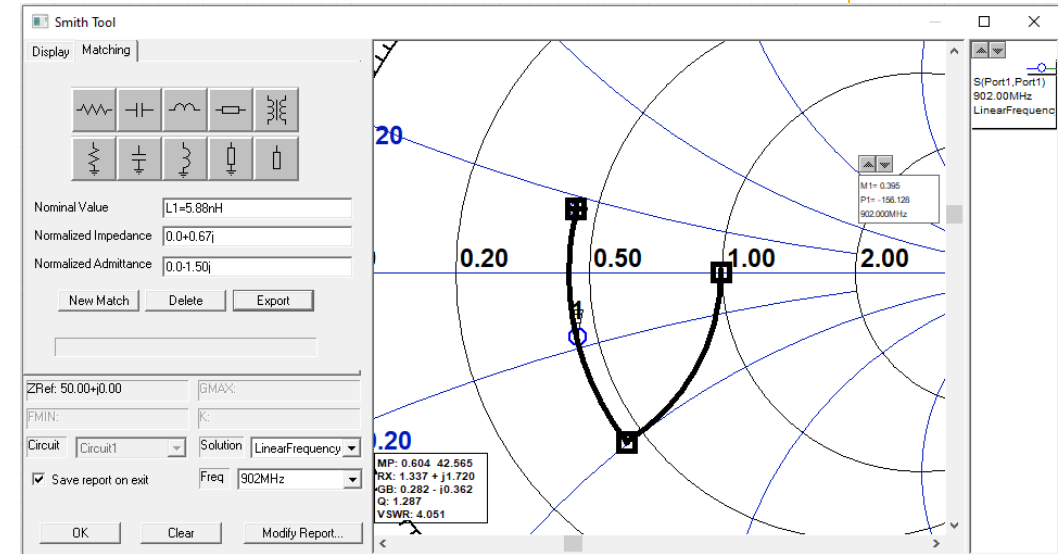 Smith Tool
Display Matching
Nominal Value L1=5.88nH
Normalized Impedance 0.0+0.67j
Normalized Admittance 0.0-1.50j
New Match Delete Export
ZRef: 50.00+j0.00 GMAX:
FMIN: K:
Circuit Circuit1 Solution LinearFrequency
Save report on exit Freq 902MHz
OK Clear Modify Report...
20
0.20 0.50 1.00 2.00
1
.20
MP: 0.604 42.565
RX: 1.337 + j1.720
GB: 0.282 - j0.362
Q: 1.287
VSWR: 4.051
M1= 0.395
P1= -156.128
902.000MHz
S(Port1,Port1)
902.00MHz
LinearFrequenc